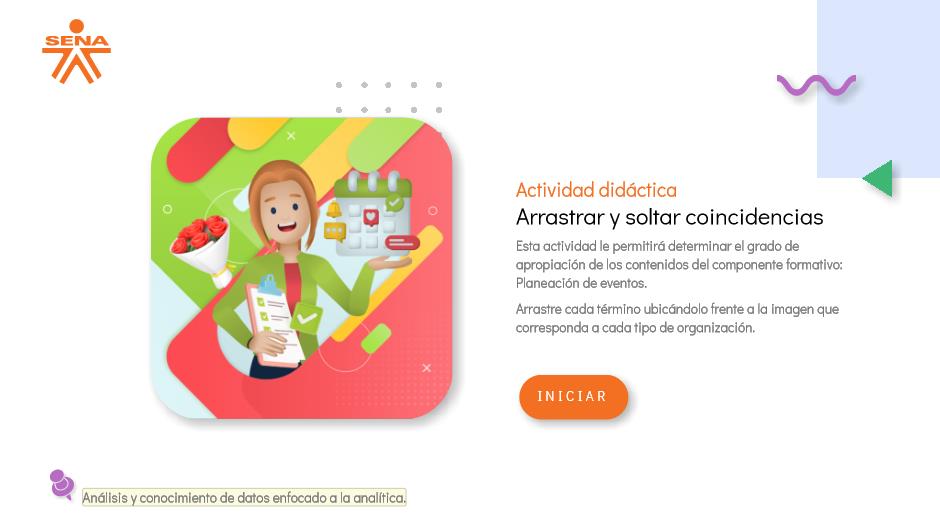 SENA
Actividad didáctica
Arrastrar y soltar coincidencias
Esta actividad le permitirá determinar el grado de
apropiación de los contenidos del componente formativo:
Planeación de eventos.
Arrastre cada término ubicándolo frente a la imagen que
corresponda a cada tipo de organización.
INICIAR
Análisis y conocimiento de datos enfocado a la analítica.